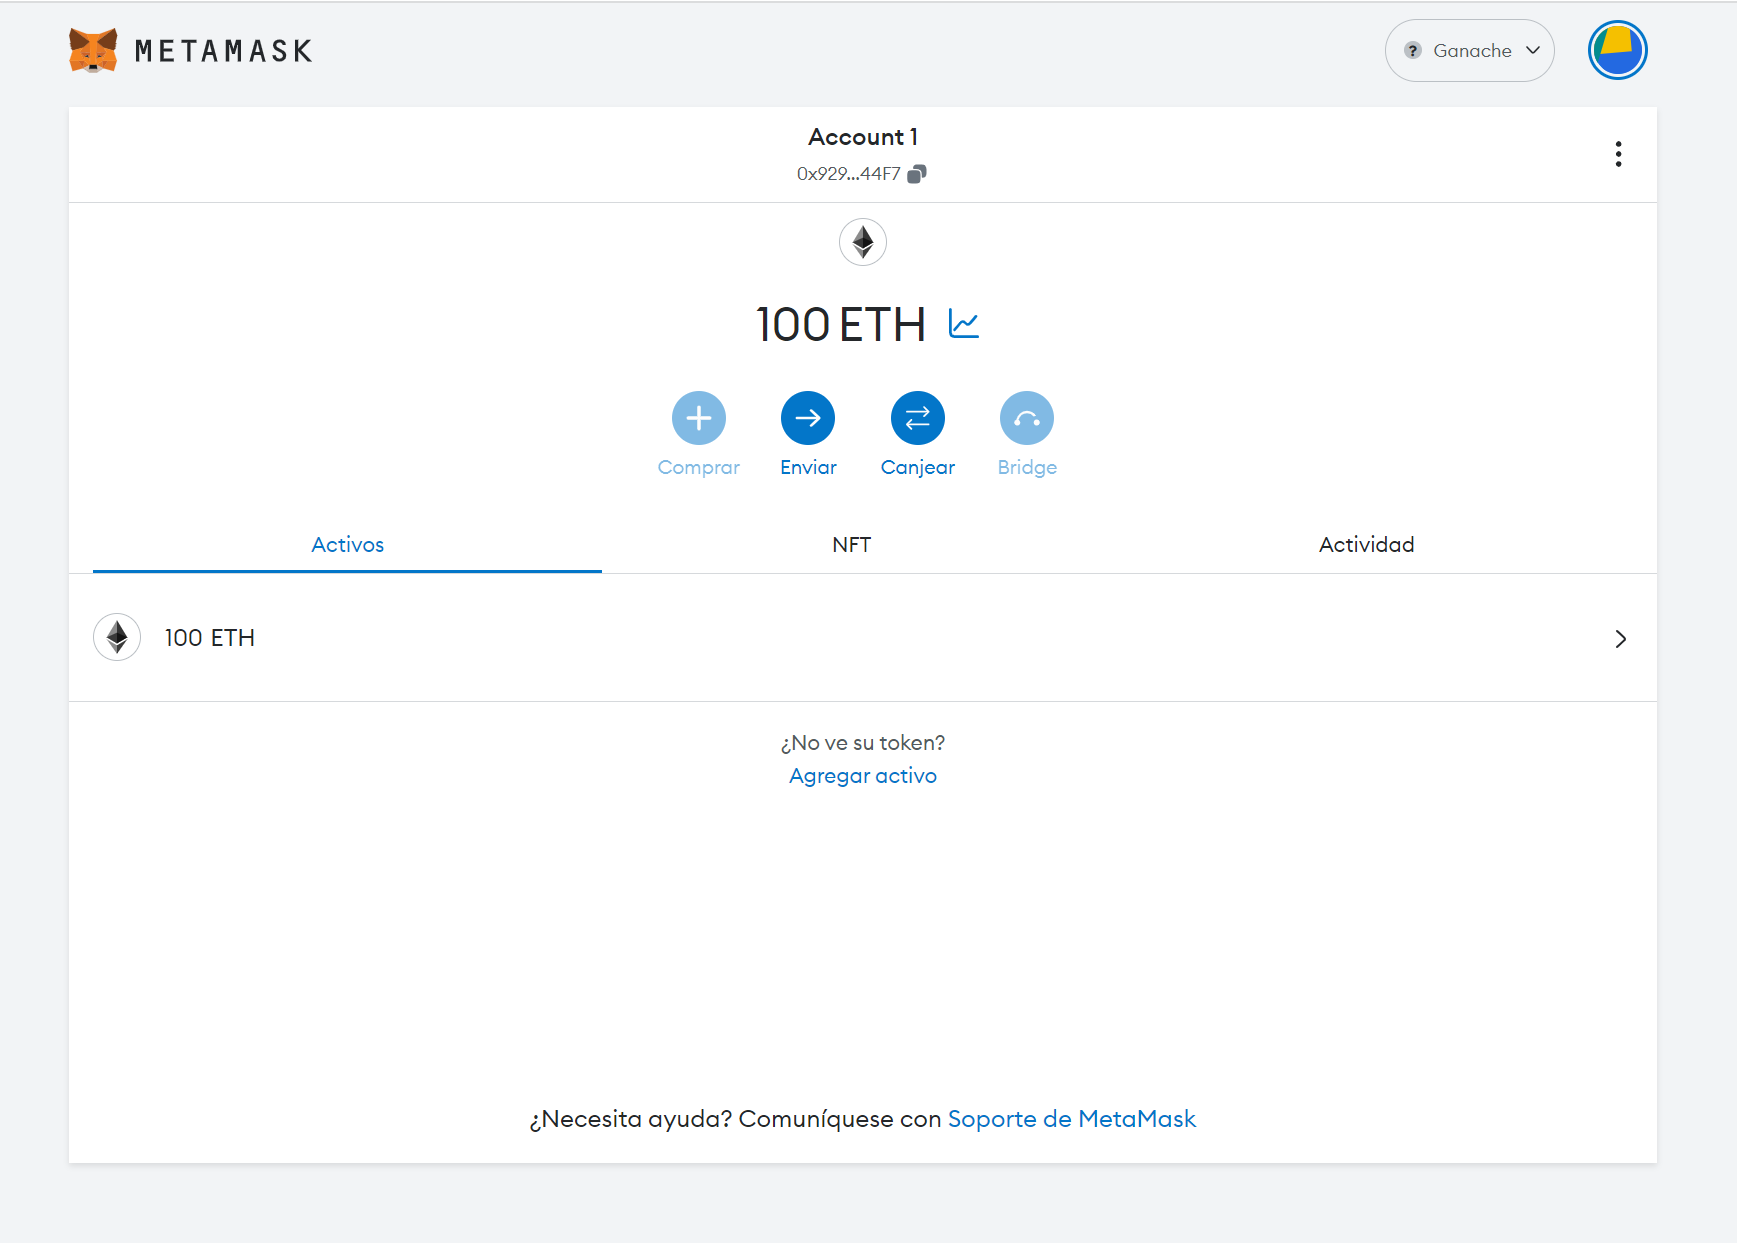 METAMASK
? Ganache
Account 1
0x929...44F7
100 ETH
Comprar
Enviar
Canjear
Bridge
Activos
NFT
Actividad
100 ETH
¿No ve su token?
Agregar activo
¿Necesita ayuda? Comuníquese con Soporte de MetaMask